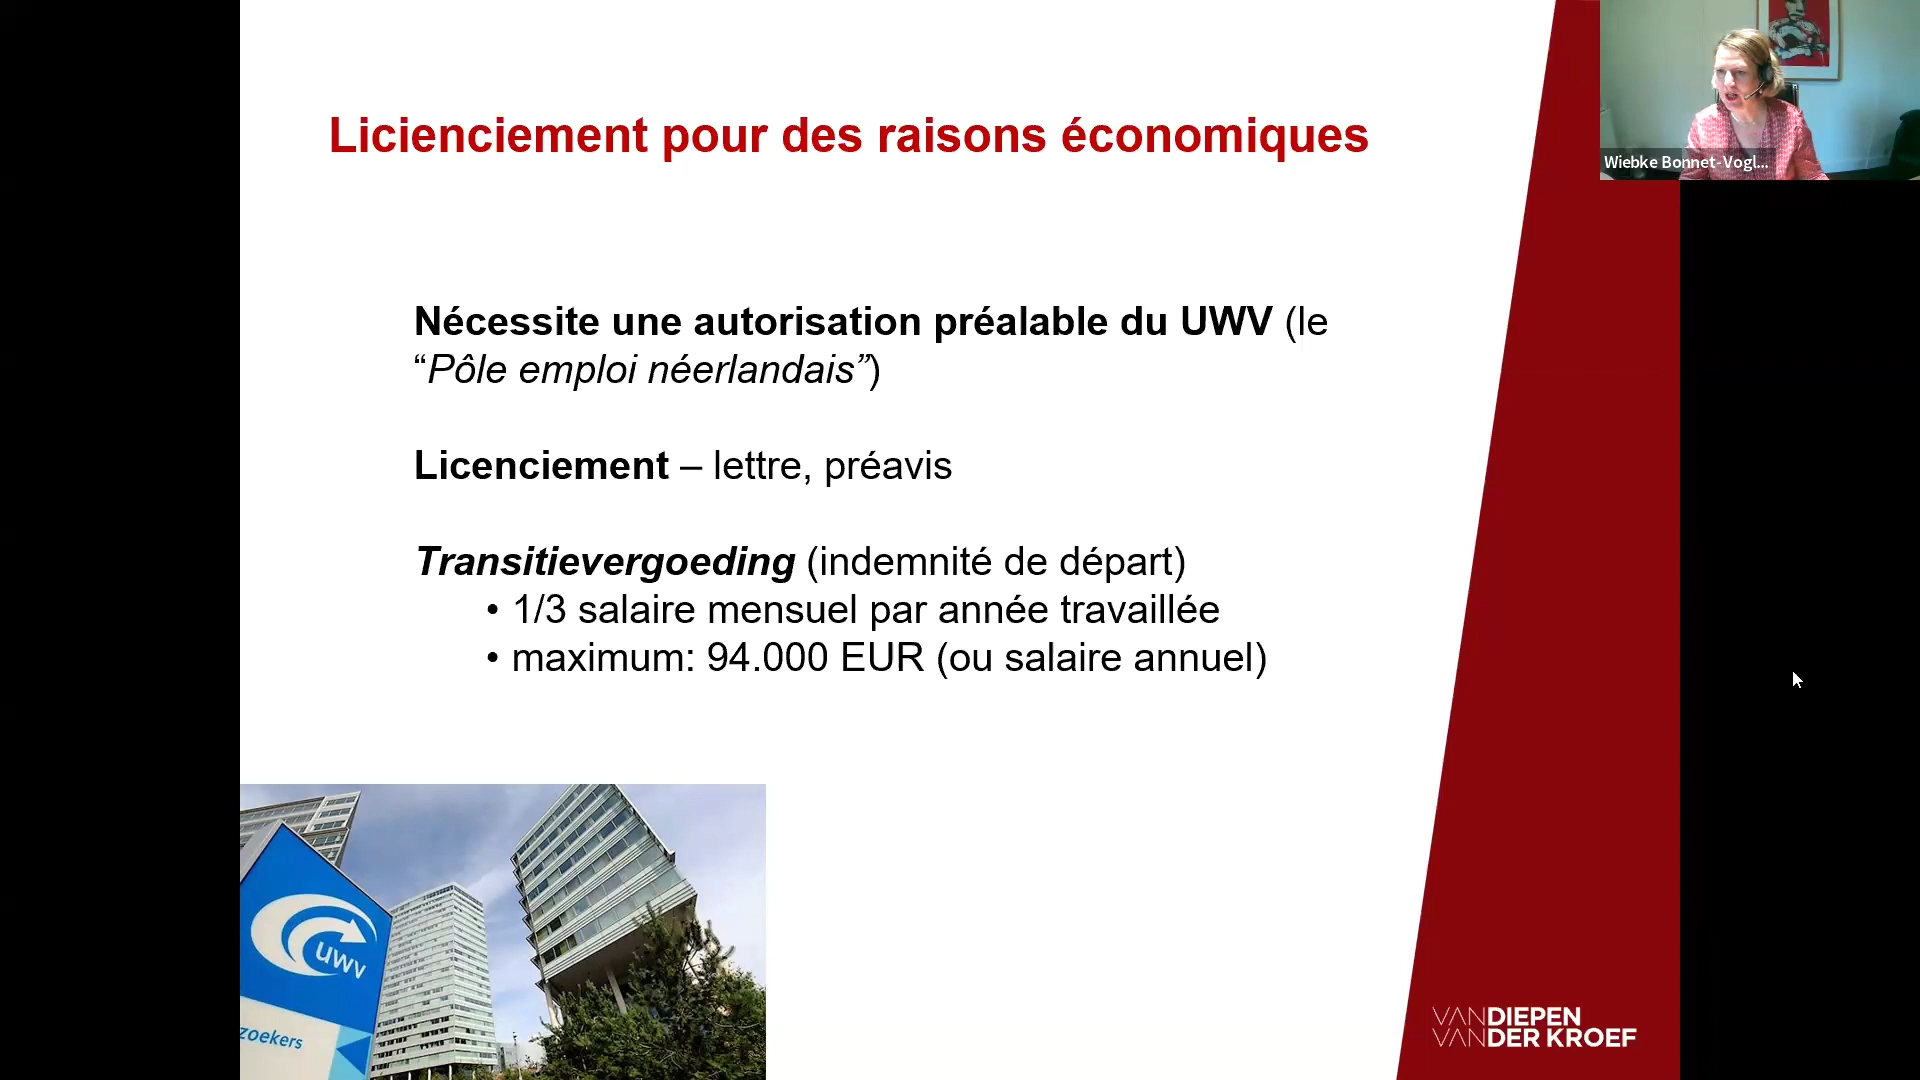 Licienciement pour des raisons économiques
Wiebke Bonnet-Vogl...
Nécessite une autorisation préalable du UWV (le
“Pôle emploi néerlandais”)
Licenciement – lettre, préavis
Transitievergoeding (indemnité de départ)
• 1/3 salaire mensuel par année travaillée
• maximum: 94.000 EUR (ou salaire annuel)
uwv
zoekers
VANDIEPEN
VANDER KROEF